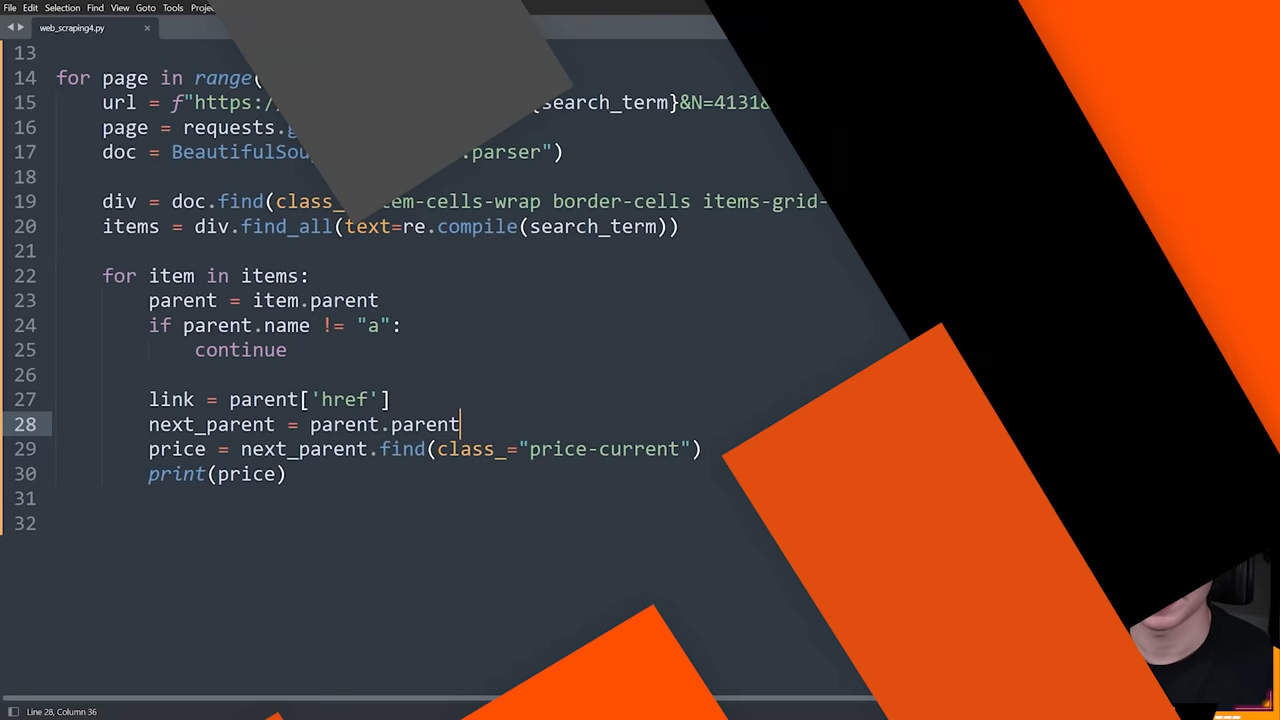 File Edit Selection Find View Goto Tools
web_scraping4.py
13
14 for page in range(
15 url = f"https:/ {search_term}&N=4131
16 page = requests.
17 doc = BeautifulSou .parser")
18
19 div = doc.find(class_ em-cells-wrap border-cells items-grid-
20 items = div.find_all(text=re.compile(search_term))
21
22 for item in items:
23 parent = item.parent
24 if parent.name != "a":
25 continue
26
27 link = parent['href']
28 next_parent = parent.parent
29 price = next_parent.find(class_="price-current")
30 print(price)
31
32
Line 28, Column 36